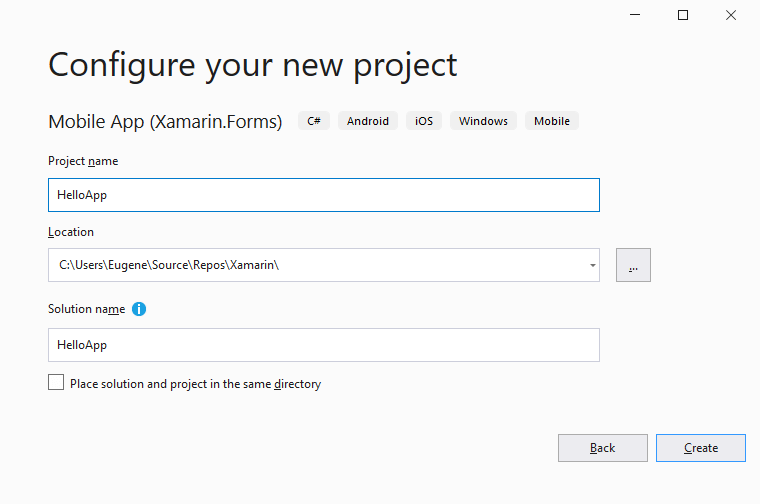 Configure your new project
Mobile App (Xamarin.Forms) C# Android iOS Windows Mobile
Project name
HelloApp
Location
C:\Users\Eugene\Source\Repos\Xamarin\
...
Solution name
HelloApp
Place solution and project in the same directory
Back Create